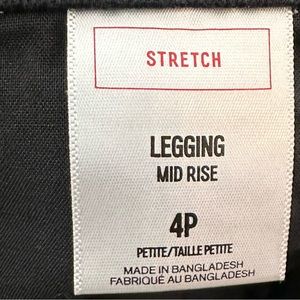 STRETCH
LEGGING
MID RISE
4P
PETITE/TAILLE PETITE
MADE IN BANGLADESH
FABRIQUÉ AU BANGLADESH